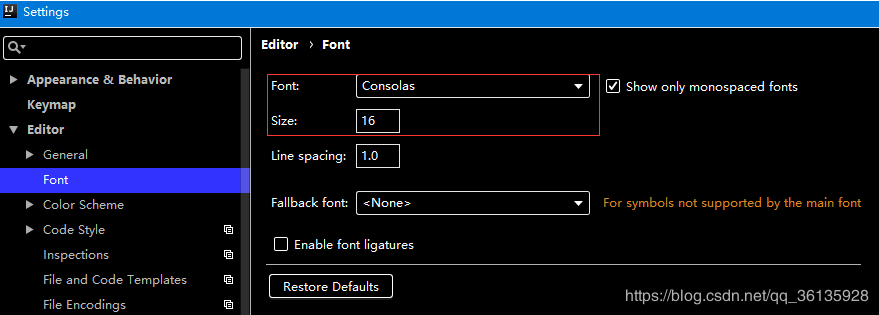 IJ Settings
Editor › Font
Appearance & Behavior
Keymap
Editor
General
Font
Color Scheme
Code Style
Inspections
File and Code Templates
File Encodings
Font: Consolas Show only monospaced fonts
Size: 16
Line spacing: 1.0
Fallback font: <None> For symbols not supported by the main font
Enable font ligatures
Restore Defaults
https://blog.csdn.net/qq_36135928